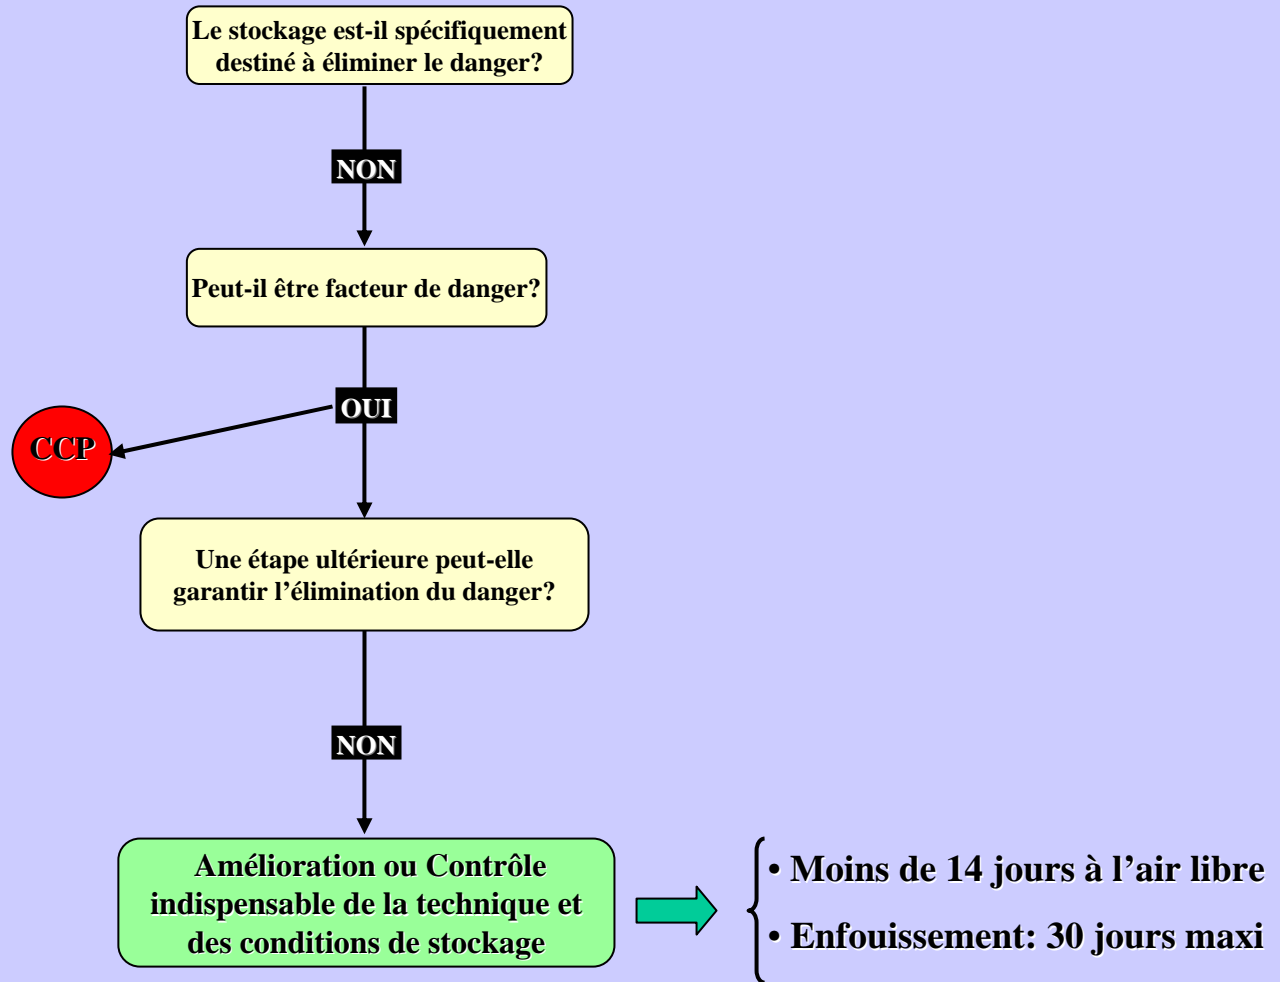 Le stockage est-il spécifiquement
destiné à éliminer le danger?
NON
Peut-il être facteur de danger?
OUI
CCP
Une étape ultérieure peut-elle
garantir l’élimination du danger?
NON
Amélioration ou Contrôle
indispensable de la technique et
des conditions de stockage
• Moins de 14 jours à l’air libre
• Enfouissement: 30 jours maxi